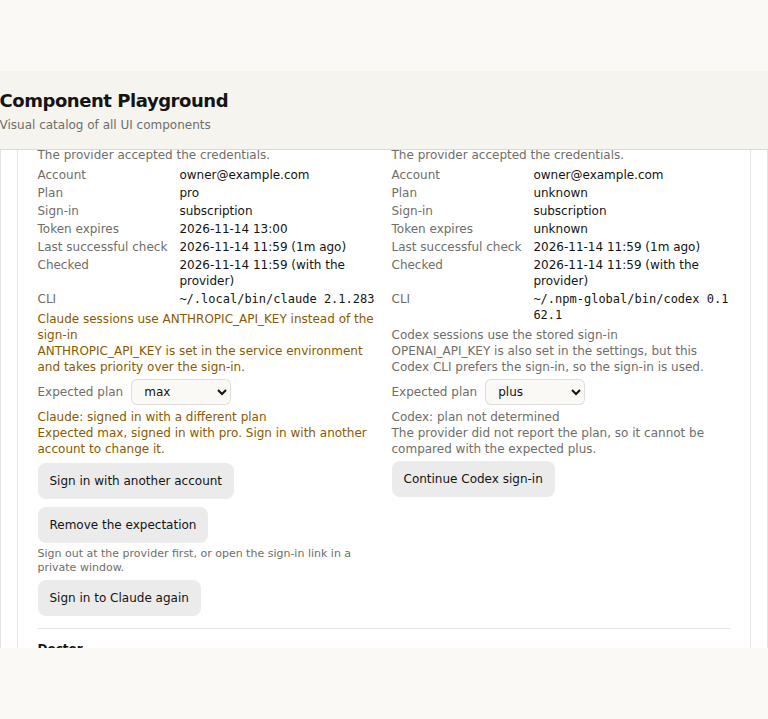 Component Playground
Visual catalog of all UI components
The provider accepted the credentials.
Account owner@example.com
Plan pro
Sign-in subscription
Token expires 2026-11-14 13:00
Last successful check 2026-11-14 11:59 (1m ago)
Checked 2026-11-14 11:59 (with the
provider)
CLI ~/.local/bin/claude 2.1.283
Claude sessions use ANTHROPIC_API_KEY instead of the
sign-in
ANTHROPIC_API_KEY is set in the service environment
and takes priority over the sign-in.
Expected plan max
Claude: signed in with a different plan
Expected max, signed in with pro. Sign in with another
account to change it.
Sign in with another account
Remove the expectation
Sign out at the provider first, or open the sign-in link in a
private window.
Sign in to Claude again
The provider accepted the credentials.
Account owner@example.com
Plan unknown
Sign-in subscription
Token expires unknown
Last successful check 2026-11-14 11:59 (1m ago)
Checked 2026-11-14 11:59 (with the
provider)
CLI ~/.npm-global/bin/codex 0.1
62.1
Codex sessions use the stored sign-in
OPENAI_API_KEY is also set in the settings, but this
Codex CLI prefers the sign-in, so the sign-in is used.
Expected plan plus
Codex: plan not determined
The provider did not report the plan, so it cannot be
compared with the expected plus.
Continue Codex sign-in
Doctor